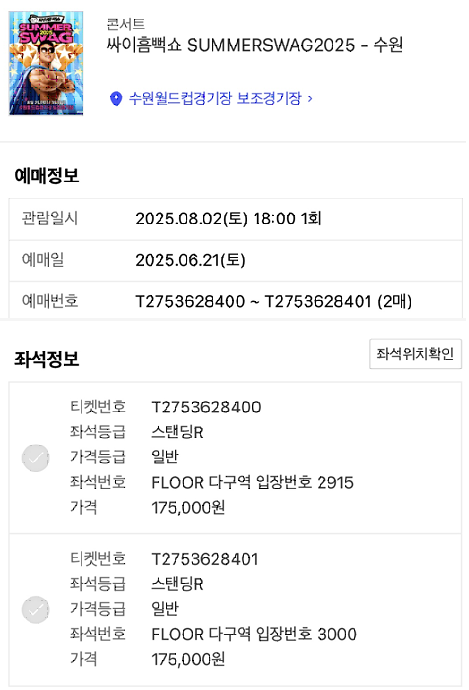 싸이흠뻑쇼
SUMMER
2025
SWAG
콘서트
싸이흠뻑쇼 SUMMERSWAG2025 - 수원
수원월드컵경기장 보조경기장 >
예매정보
관람일시 2025.08.02(토) 18:00 1회
예매일 2025.06.21(토)
예매번호 T2753628400 ~ T2753628401 (2매)
좌석정보 좌석위치확인
티켓번호 T2753628400
좌석등급 스탠딩R
가격등급 일반
좌석번호 FLOOR 다구역 입장번호 2915
가격 175,000원
티켓번호 T2753628401
좌석등급 스탠딩R
가격등급 일반
좌석번호 FLOOR 다구역 입장번호 3000
가격 175,000원